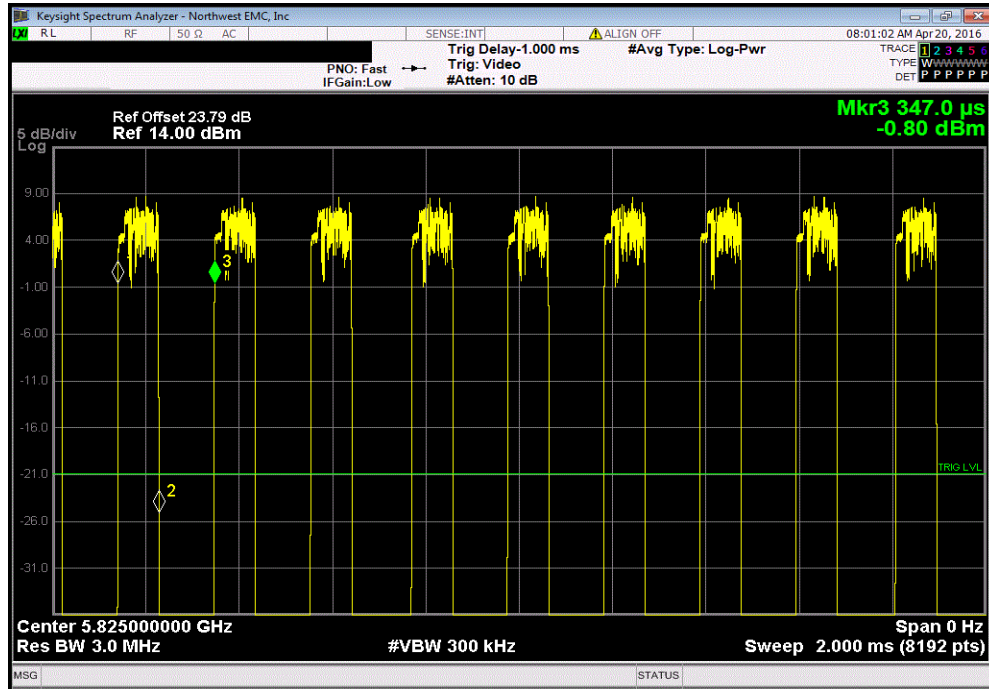 Keysight Spectrum Analyzer - Northwest EMC, Inc
LXI RL RF 50 Ω AC SENSE:INT ALIGN OFF 08:01:02 AM Apr 20, 2016
Trig Delay-1.000 ms #Avg Type: Log-Pwr TRACE 1 2 3 4 5 6
PNO: Fast Trig: Video TYPE WWWWWW
IFGain:Low #Atten: 10 dB DET P P P P P P
Mkr3 347.0 µs
-0.80 dBm
Ref Offset 23.79 dB
5 dB/div Ref 14.00 dBm
Log
9.00
4.00
3
-1.00
-6.00
-11.0
-16.0
-21.0
TRIG LVL
2
-26.0
-31.0
Center 5.825000000 GHz Span 0 Hz
Res BW 3.0 MHz #VBW 300 kHz Sweep 2.000 ms (8192 pts)
MSG STATUS